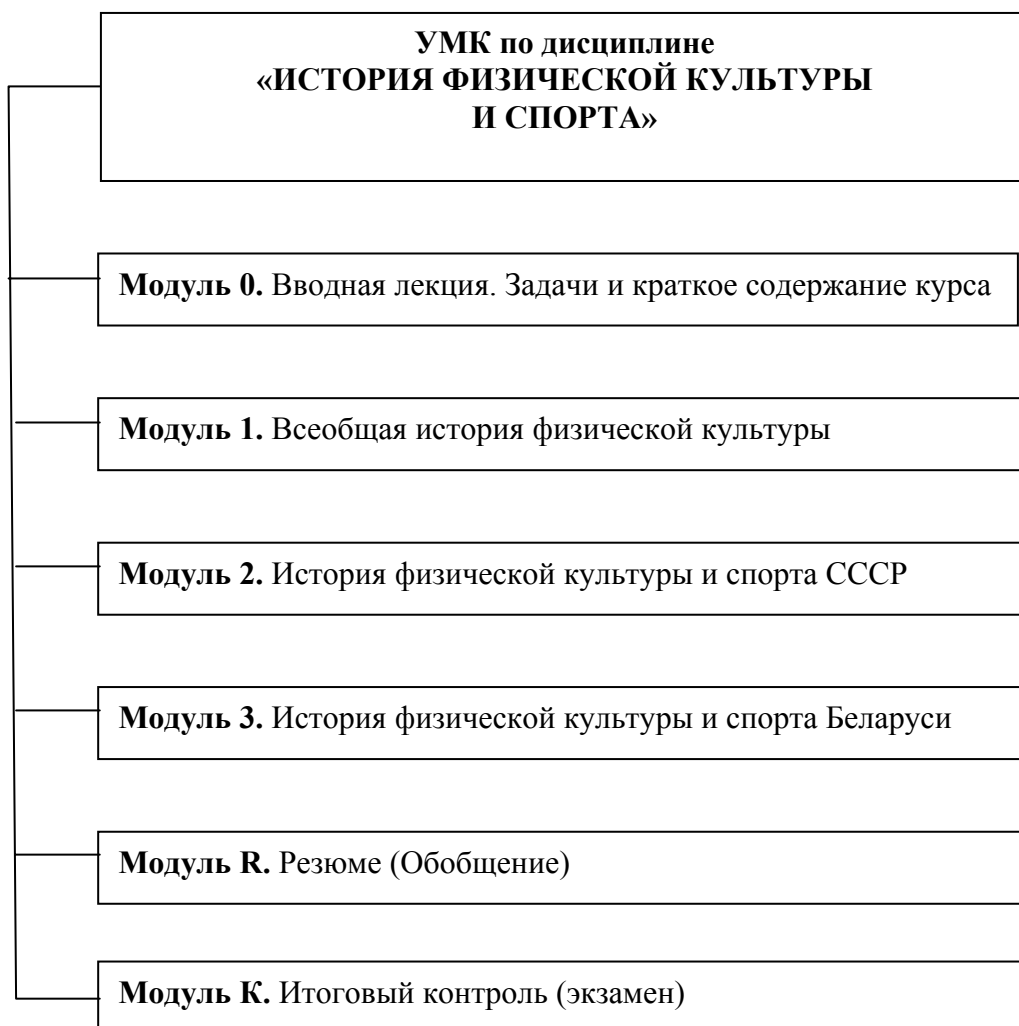 УМК по дисциплине
«ИСТОРИЯ ФИЗИЧЕСКОЙ КУЛЬТУРЫ
И СПОРТА»
Модуль 0. Вводная лекция. Задачи и краткое содержание курса
Модуль 1. Всеобщая история физической культуры
Модуль 2. История физической культуры и спорта СССР
Модуль 3. История физической культуры и спорта Беларуси
Модуль R. Резюме (Обобщение)
Модуль К. Итоговый контроль (экзамен)